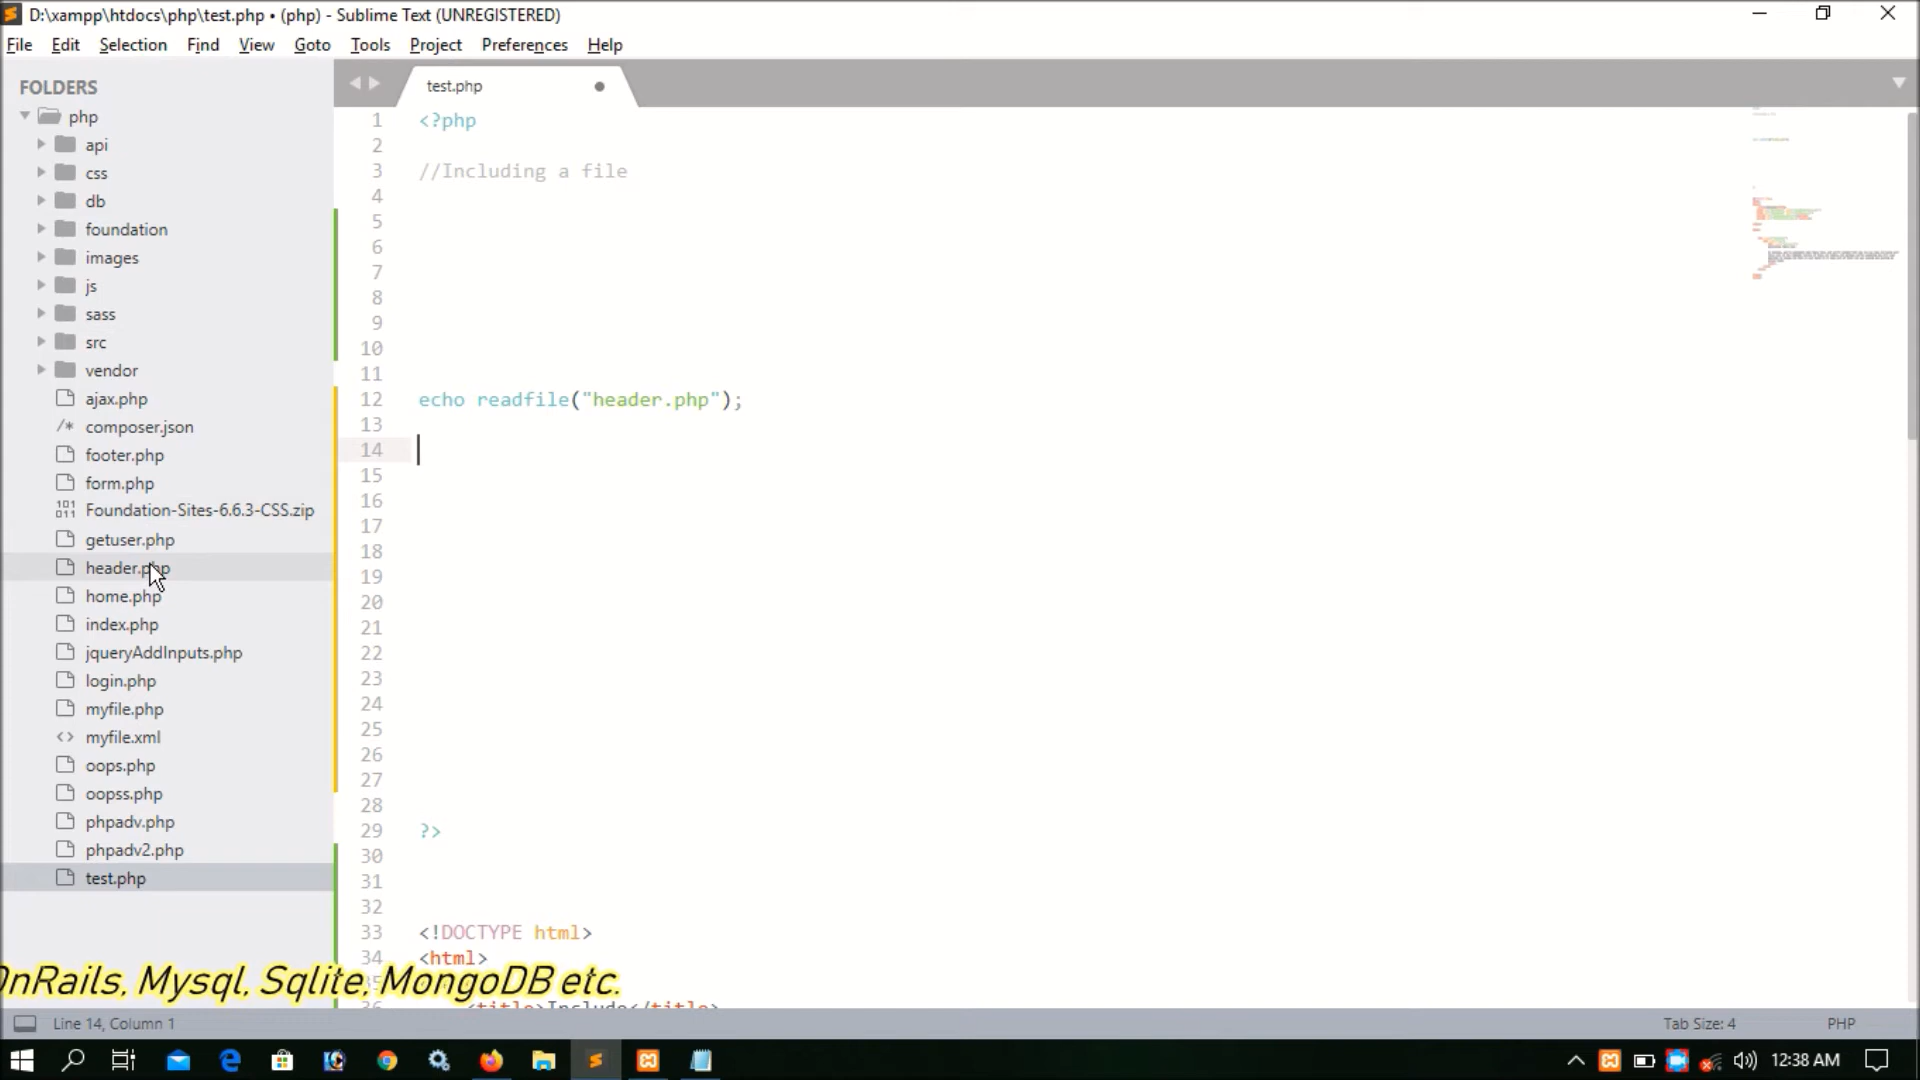 D:\xampp\htdocs\php\test.php • (php) - Sublime Text (UNREGISTERED)
File Edit Selection Find View Goto Tools Project Preferences Help
FOLDERS
php
api
css
db
foundation
images
js
sass
src
vendor
ajax.php
/* composer.json
footer.php
form.php
Foundation-Sites-6.6.3-CSS.zip
getuser.php
header.php
home.php
index.php
jqueryAddInputs.php
login.php
myfile.php
<> myfile.xml
oops.php
oopss.php
phpadv.php
phpadv2.php
test.php
test.php
1 <?php
2
3 //Including a file
4
5
6
7
8
9
10
11
12 echo readfile("header.php");
13
14
15
16
17
18
19
20
21
22
23
24
25
26
27
28
29 ?>
30
31
32
33 <!DOCTYPE html>
34 <html>
<title>Include</title>
OnRails, Mysql, Sqlite, MongoDB etc.
Line 14, Column 1
Tab Size: 4
PHP
12:38 AM